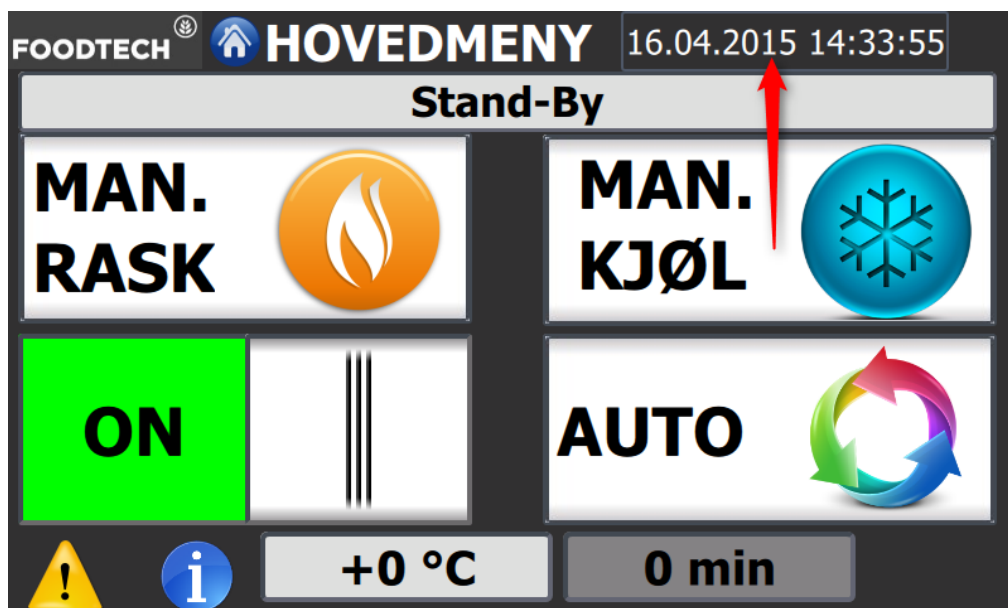 FOODTECH® HOVEDMENY 16.04.2015 14:33:55
Stand-By
MAN.
RASK
MAN.
KJØL
ON
AUTO
+0 °C
0 min